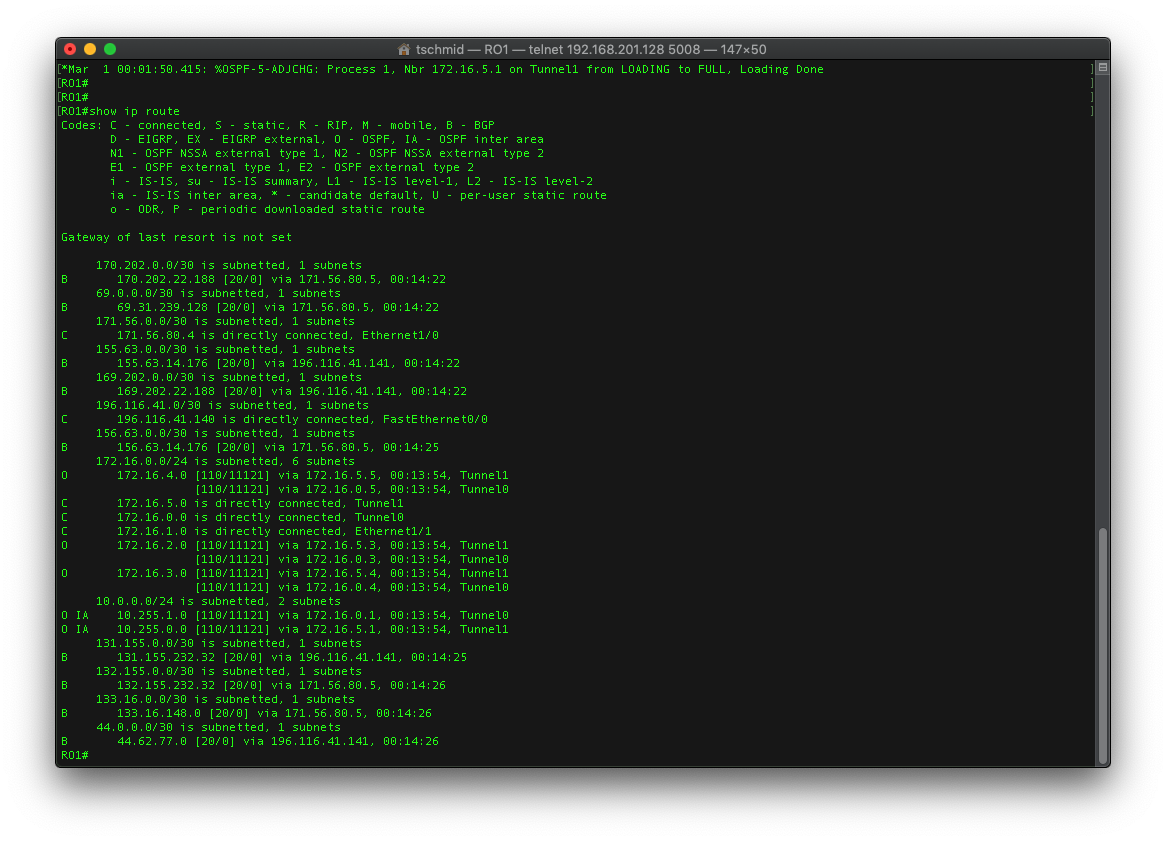 tschmid — RO1 — telnet 192.168.201.128 5008 — 147×50
[*Mar  1 00:01:50.415: %OSPF-5-ADJCHG: Process 1, Nbr 172.16.5.1 on Tunnel1 from LOADING to FULL, Loading Done ]
[RO1# ]
[RO1# ]
[RO1#show ip route ]
Codes: C - connected, S - static, R - RIP, M - mobile, B - BGP
       D - EIGRP, EX - EIGRP external, O - OSPF, IA - OSPF inter area
       N1 - OSPF NSSA external type 1, N2 - OSPF NSSA external type 2
       E1 - OSPF external type 1, E2 - OSPF external type 2
       i - IS-IS, su - IS-IS summary, L1 - IS-IS level-1, L2 - IS-IS level-2
       ia - IS-IS inter area, * - candidate default, U - per-user static route
       o - ODR, P - periodic downloaded static route
Gateway of last resort is not set
     170.202.0.0/30 is subnetted, 1 subnets
B       170.202.22.188 [20/0] via 171.56.80.5, 00:14:22
     69.0.0.0/30 is subnetted, 1 subnets
B       69.31.239.128 [20/0] via 171.56.80.5, 00:14:22
     171.56.0.0/30 is subnetted, 1 subnets
C       171.56.80.4 is directly connected, Ethernet1/0
     155.63.0.0/30 is subnetted, 1 subnets
B       155.63.14.176 [20/0] via 196.116.41.141, 00:14:22
     169.202.0.0/30 is subnetted, 1 subnets
B       169.202.22.188 [20/0] via 196.116.41.141, 00:14:22
     196.116.41.0/30 is subnetted, 1 subnets
C       196.116.41.140 is directly connected, FastEthernet0/0
     156.63.0.0/30 is subnetted, 1 subnets
B       156.63.14.176 [20/0] via 171.56.80.5, 00:14:25
     172.16.0.0/24 is subnetted, 6 subnets
O       172.16.4.0 [110/11121] via 172.16.5.5, 00:13:54, Tunnel1
                   [110/11121] via 172.16.0.5, 00:13:54, Tunnel0
C       172.16.5.0 is directly connected, Tunnel1
C       172.16.0.0 is directly connected, Tunnel0
C       172.16.1.0 is directly connected, Ethernet1/1
O       172.16.2.0 [110/11121] via 172.16.5.3, 00:13:54, Tunnel1
                   [110/11121] via 172.16.0.3, 00:13:54, Tunnel0
O       172.16.3.0 [110/11121] via 172.16.5.4, 00:13:54, Tunnel1
                   [110/11121] via 172.16.0.4, 00:13:54, Tunnel0
     10.0.0.0/24 is subnetted, 2 subnets
O IA    10.255.1.0 [110/11121] via 172.16.0.1, 00:13:54, Tunnel0
O IA    10.255.0.0 [110/11121] via 172.16.5.1, 00:13:54, Tunnel1
     131.155.0.0/30 is subnetted, 1 subnets
B       131.155.232.32 [20/0] via 196.116.41.141, 00:14:25
     132.155.0.0/30 is subnetted, 1 subnets
B       132.155.232.32 [20/0] via 171.56.80.5, 00:14:26
     133.16.0.0/30 is subnetted, 1 subnets
B       133.16.148.0 [20/0] via 171.56.80.5, 00:14:26
     44.0.0.0/30 is subnetted, 1 subnets
B       44.62.77.0 [20/0] via 196.116.41.141, 00:14:26
RO1#